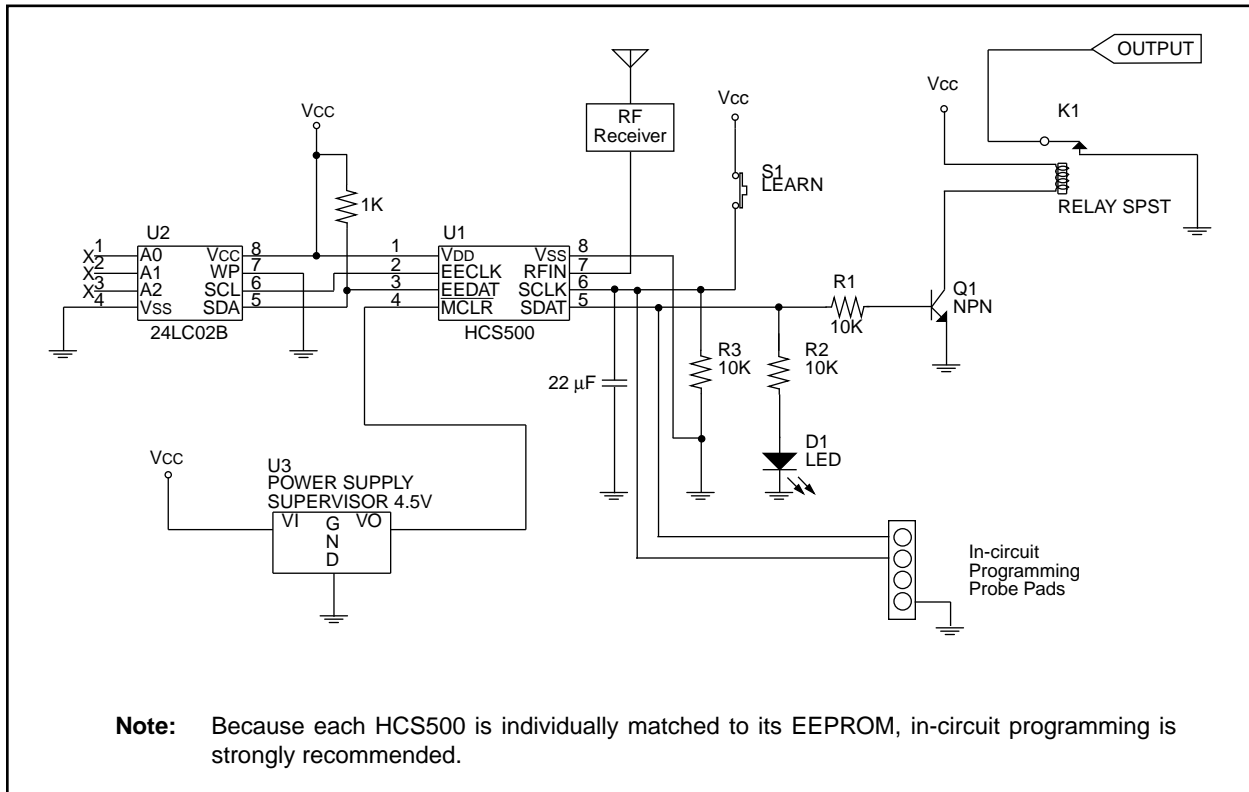 OUTPUT
VCC
K1
RELAY SPST
VCC
RF
Receiver
VCC
S1
LEARN
1K
U2
1 A0 VCC 8
2 A1 WP 7
3 A2 SCL 6
4 VSS SDA 5
24LC02B
U1
1 VDD VSS 8
2 EECLK RFIN 7
3 EEDAT SCLK 6
4 MCLR SDAT 5
HCS500
R1
10K
Q1
NPN
22 μF
R3
10K
R2
10K
D1
LED
VCC
U3
POWER SUPPLY
SUPERVISOR 4.5V
VI GND VO
In-circuit
Programming
Probe Pads
X
X
X
Note: Because each HCS500 is individually matched to its EEPROM, in-circuit programming is
strongly recommended.